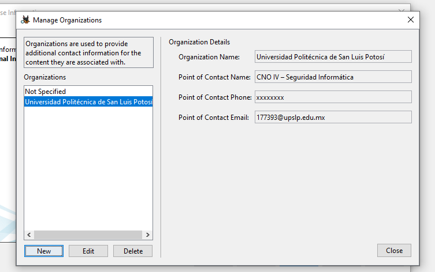 Manage Organizations
Organizations are used to provide
additional contact information for the
content they are associated with.
Organizations
Not Specified
Universidad Politécnica de San Luis Potosí
New
Edit
Delete
Organization Details
Organization Name:
Universidad Politécnica de San Luis Potosí
Point of Contact Name:
CNO IV – Seguridad Informática
Point of Contact Phone:
xxxxxxxx
Point of Contact Email:
177393@upslp.edu.mx
Close